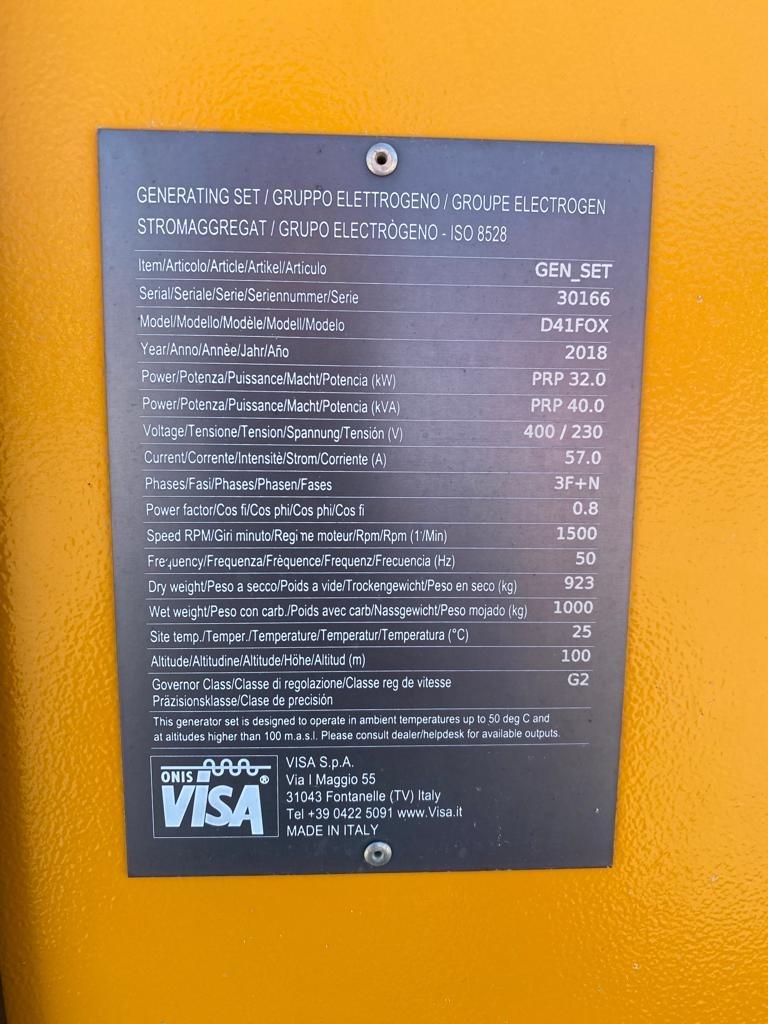 GENERATING SET / GRUPPO ELETTROGENO / GROUPE ELECTROGEN
STROMAGGREGAT / GRUPO ELECTRÒGENO - ISO 8528
Item/Articolo/Article/Artikel/Articulo GEN_SET
Serial/Seriale/Serie/Seriennummer/Serie 30166
Model/Modello/Modèle/Modell/Modelo D41FOX
Year/Anno/Annèe/Jahr/Año 2018
Power/Potenza/Puissance/Macht/Potencia (kW) PRP 32.0
Power/Potenza/Puissance/Macht/Potencia (kVA) PRP 40.0
Voltage/Tensione/Tension/Spannung/Tensión (V) 400 / 230
Current/Corrente/Intensitè/Strom/Corriente (A) 57.0
Phases/Fasi/Phases/Phasen/Fases 3F+N
Power factor/Cos fi/Cos phi/Cos phi/Cos fi 0.8
Speed RPM/Giri minuto/Regime moteur/Rpm/Rpm (1'/Min) 1500
Frequency/Frequenza/Frèquence/Frequenz/Frecuencia (Hz) 50
Dry weight/Peso a secco/Poids a vide/Trockengewicht/Peso en seco (kg) 923
Wet weight/Peso con carb./Poids avec carb/Nassgewicht/Peso mojado (kg) 1000
Site temp./Temper./Temperature/Temperatur/Temperatura (°C) 25
Altitude/Altitudine/Altitude/Höhe/Altitud (m) 100
Governor Class/Classe di regolazione/Classe reg de vitesse G2
Präzisionsklasse/Clase de precisión
This generator set is designed to operate in ambient temperatures up to 50 deg C and
at altitudes higher than 100 m.a.s.l. Please consult dealer/helpdesk for available outputs.
ONIS
VISA ®
VISA S.p.A.
Via I Maggio 55
31043 Fontanelle (TV) Italy
Tel +39 0422 5091 www.Visa.it
MADE IN ITALY